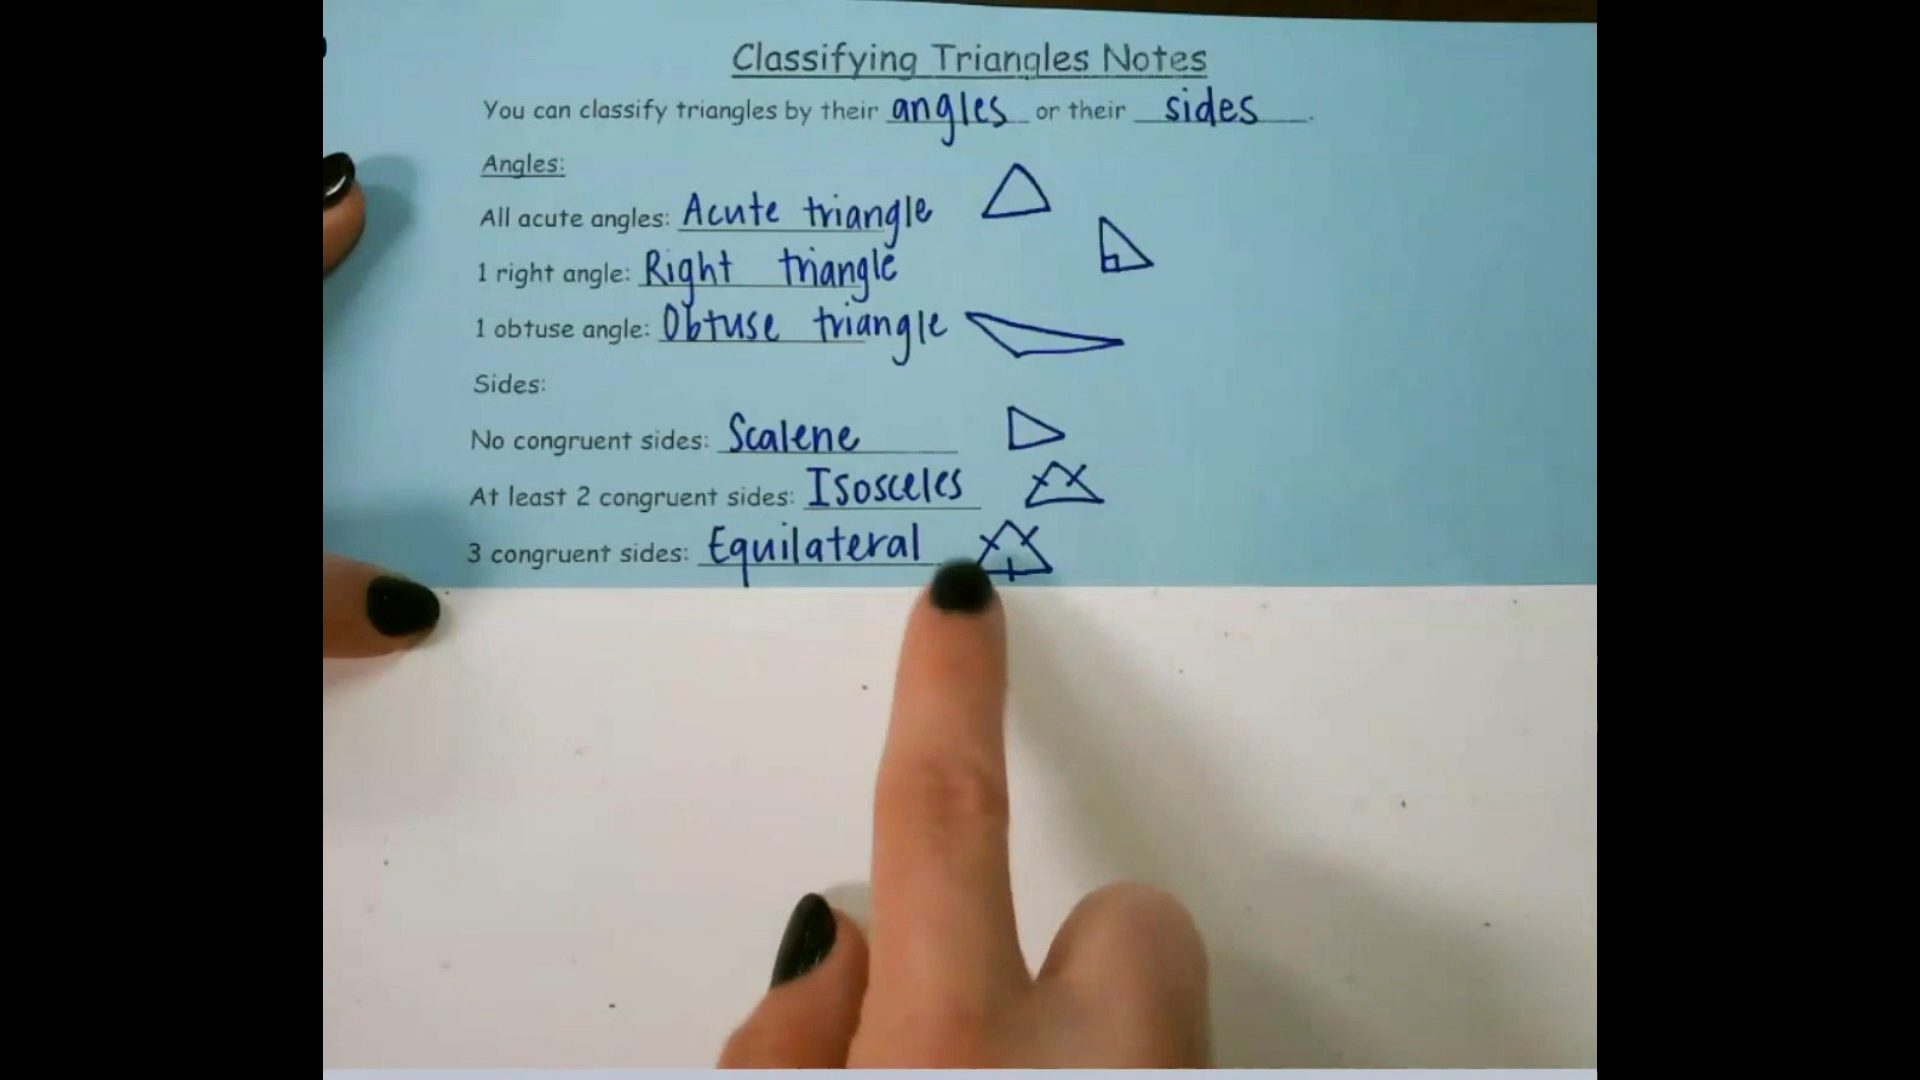 Classifying Triangles Notes
You can classify triangles by their angles or their sides.
Angles:
All acute angles: Acute triangle
1 right angle: Right triangle
1 obtuse angle: Obtuse triangle
Sides:
No congruent sides: Scalene
At least 2 congruent sides: Isosceles
3 congruent sides: Equilateral